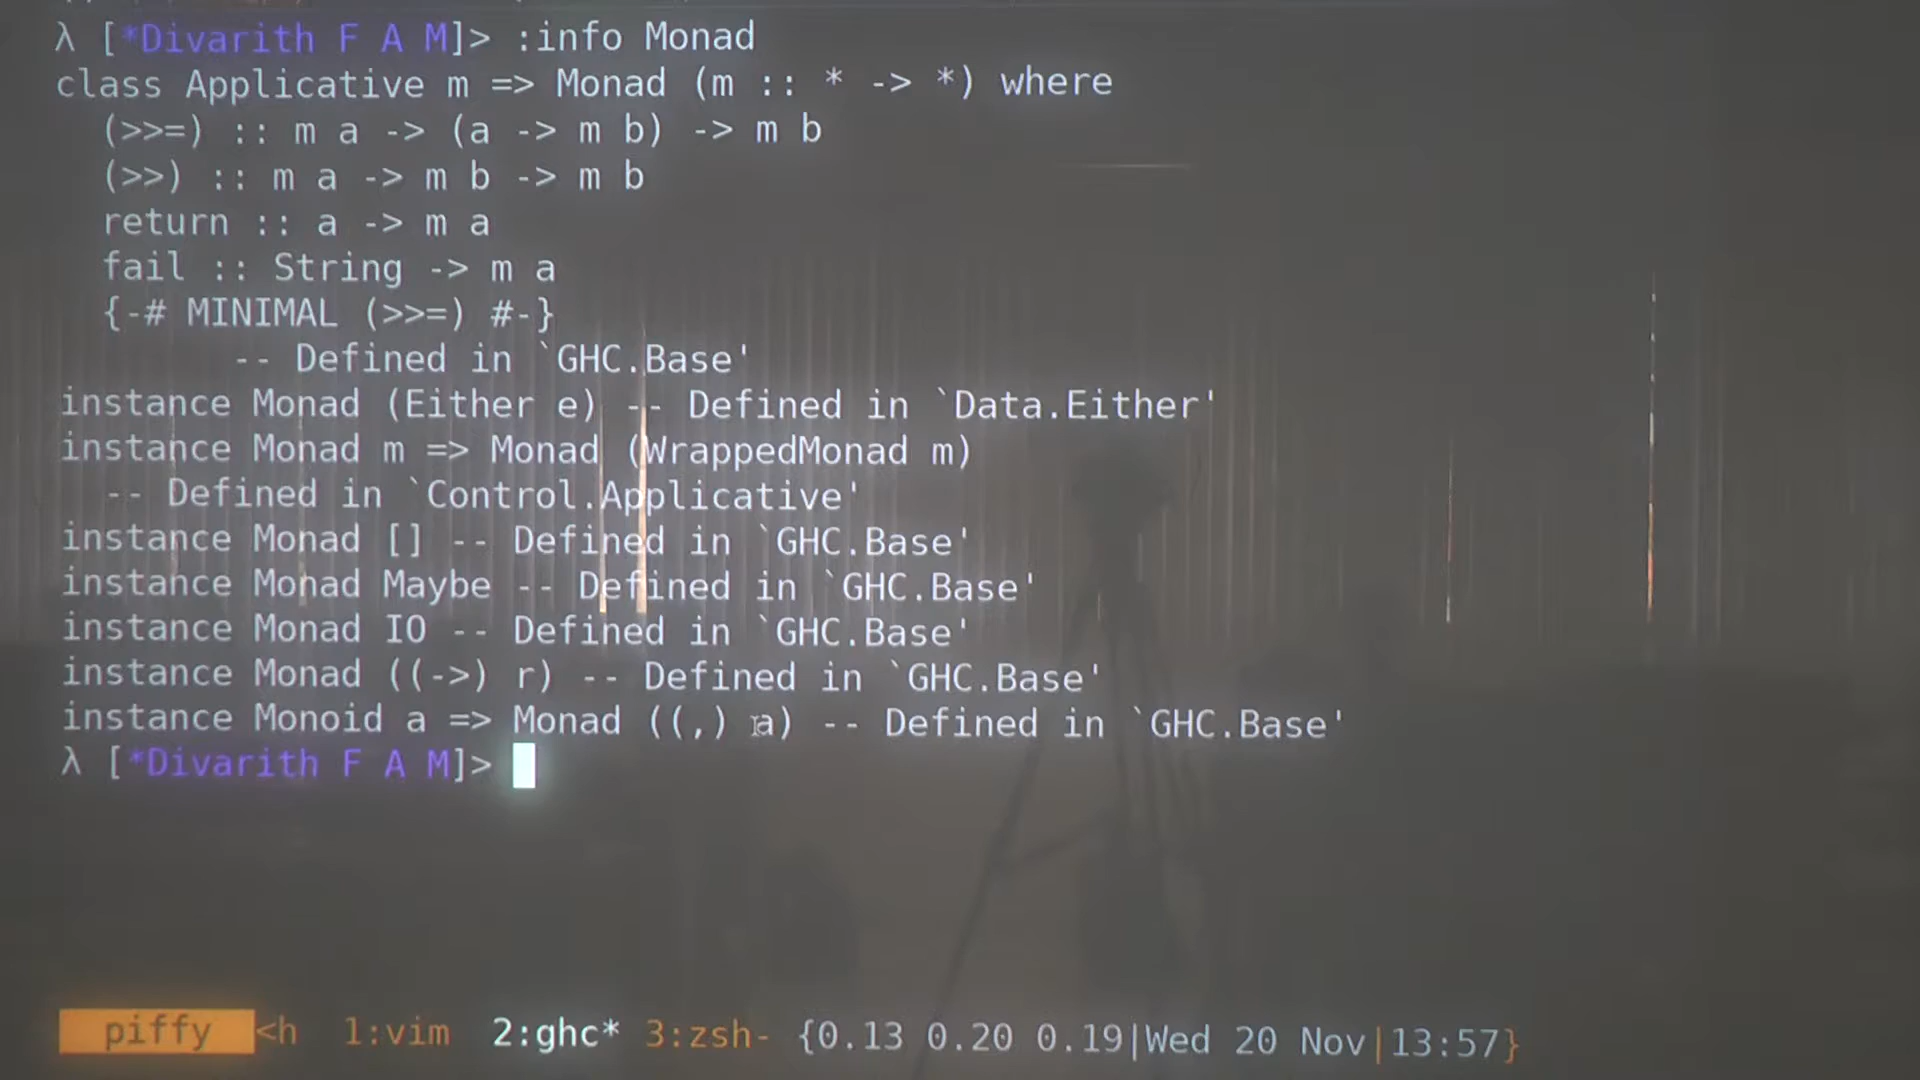 λ [*Divarith F A M]> :info Monad
class Applicative m => Monad (m :: * -> *) where
  (>>=) :: m a -> (a -> m b) -> m b
  (>>) :: m a -> m b -> m b
  return :: a -> m a
  fail :: String -> m a
  {-# MINIMAL (>>=) #-}
        -- Defined in `GHC.Base'
instance Monad (Either e) -- Defined in `Data.Either'
instance Monad m => Monad (WrappedMonad m)
  -- Defined in `Control.Applicative'
instance Monad [] -- Defined in `GHC.Base'
instance Monad Maybe -- Defined in `GHC.Base'
instance Monad IO -- Defined in `GHC.Base'
instance Monad ((->) r) -- Defined in `GHC.Base'
instance Monoid a => Monad ((,) a) -- Defined in `GHC.Base'
λ [*Divarith F A M]>
piffy <h 1:vim 2:ghc* 3:zsh- {0.13 0.20 0.19|Wed 20 Nov|13:57}